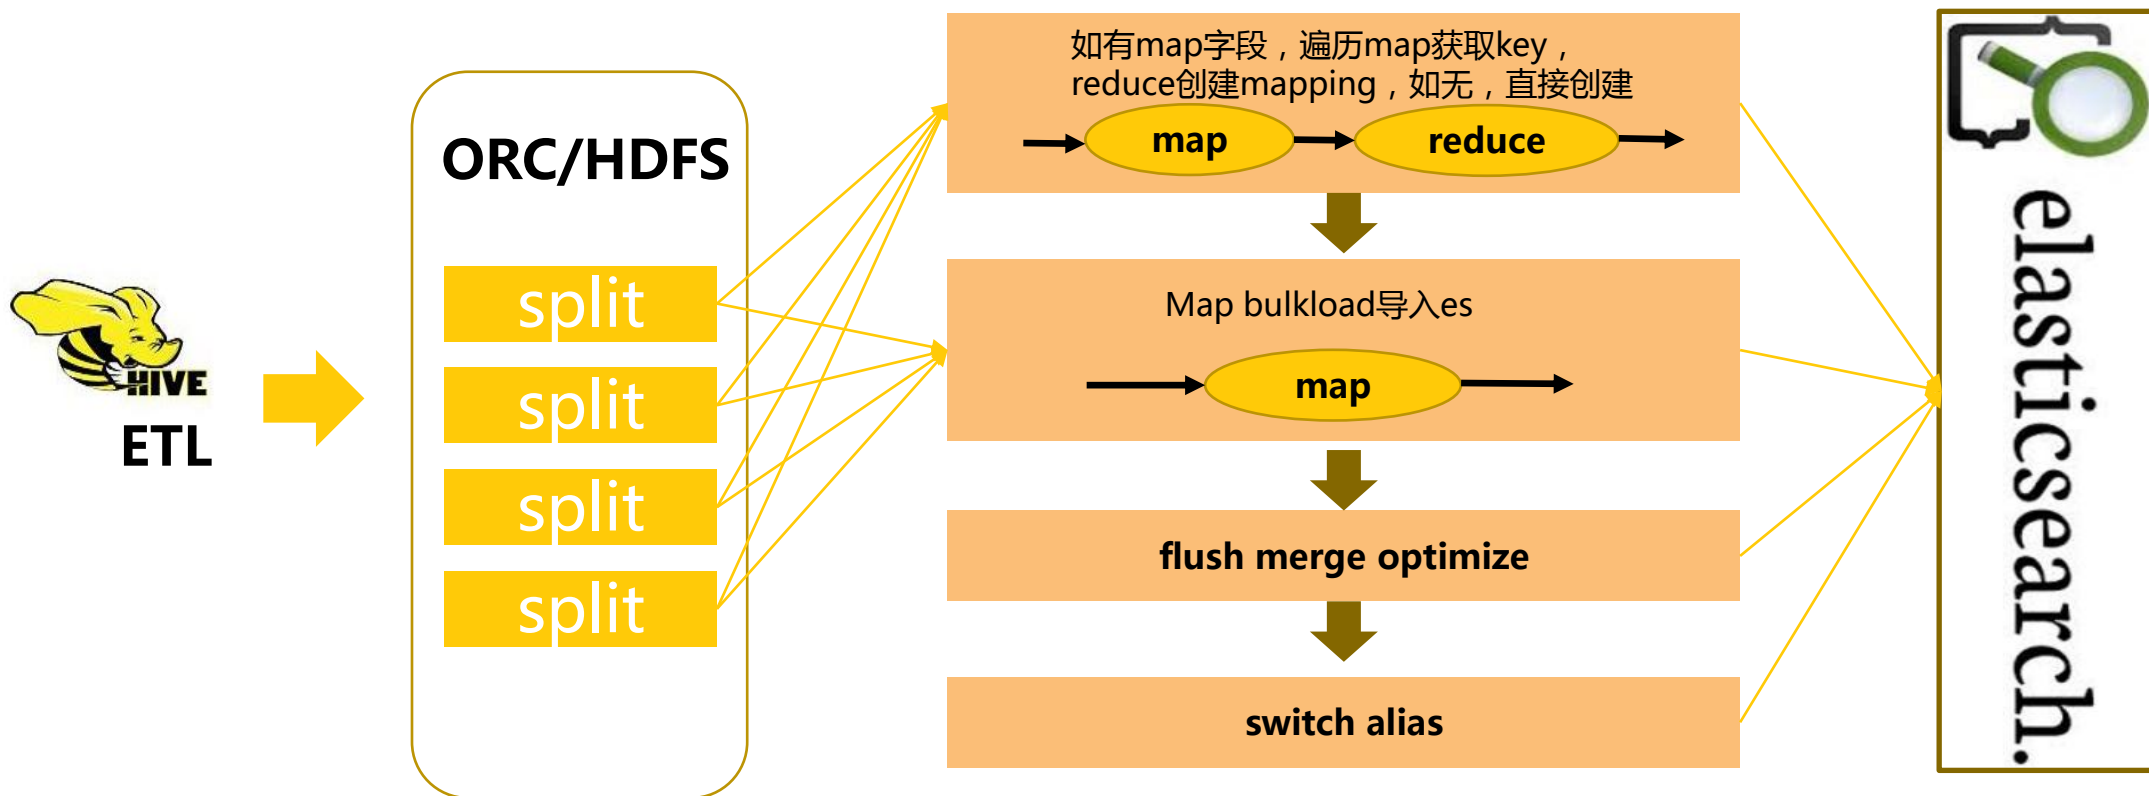 HIVE
ETL
ORC/HDFS
split
split
split
split
如有map字段，遍历map获取key，
reduce创建mapping，如无，直接创建
map
reduce
Map bulkload导入es
map
flush merge optimize
switch alias
elasticsearch.